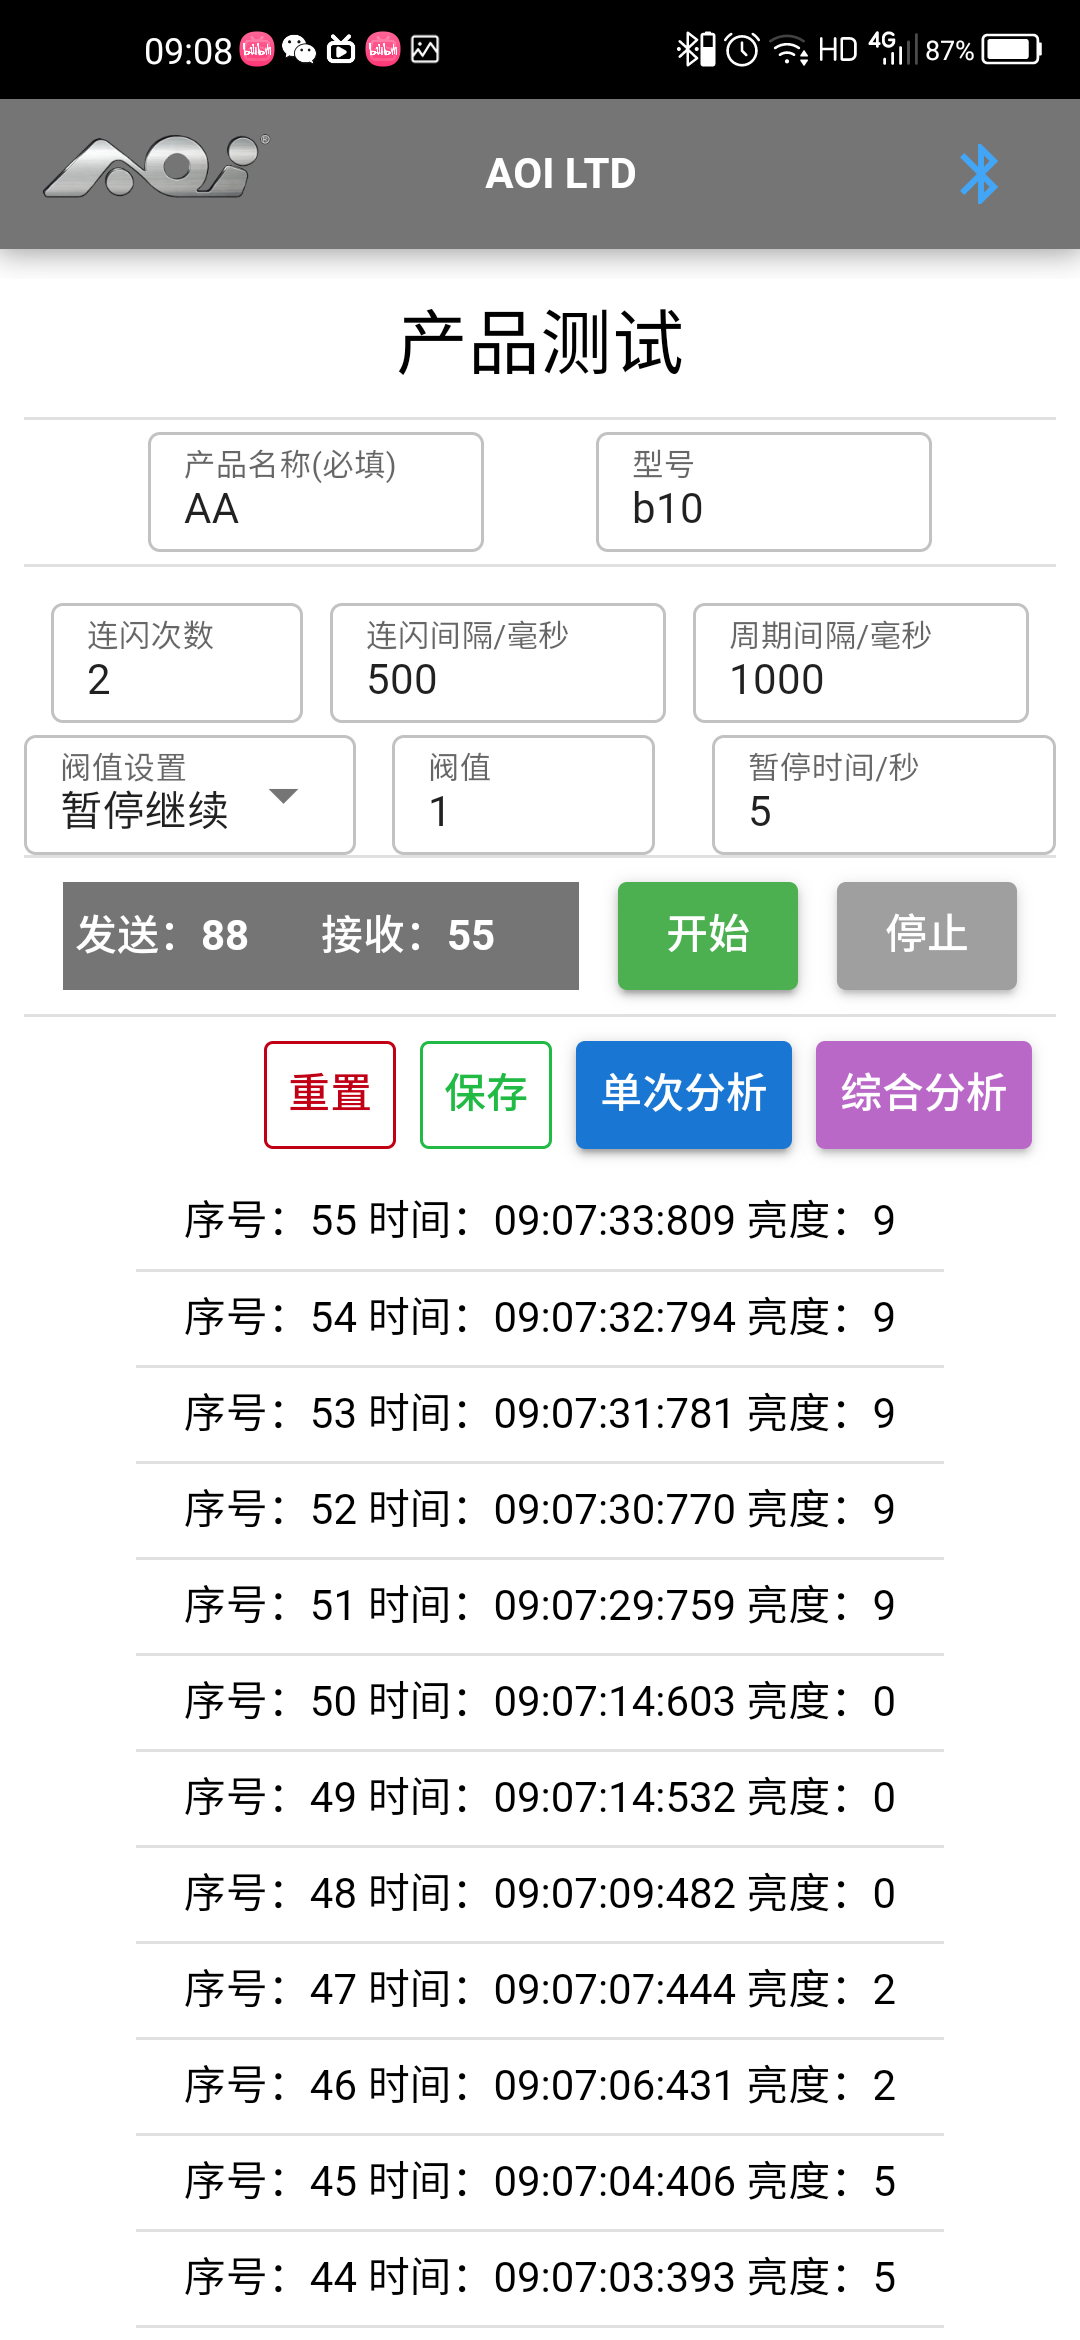 09:08 HD 4G 87%
AOi® AOI LTD
产品测试
产品名称(必填) 型号
AA b10
连闪次数 连闪间隔/毫秒 周期间隔/毫秒
2 500 1000
阀值设置 阀值 暂停时间/秒
暂停继续 1 5
发送：88 接收：55 开始 停止
重置 保存 单次分析 综合分析
序号：55 时间：09:07:33:809 亮度：9
序号：54 时间：09:07:32:794 亮度：9
序号：53 时间：09:07:31:781 亮度：9
序号：52 时间：09:07:30:770 亮度：9
序号：51 时间：09:07:29:759 亮度：9
序号：50 时间：09:07:14:603 亮度：0
序号：49 时间：09:07:14:532 亮度：0
序号：48 时间：09:07:09:482 亮度：0
序号：47 时间：09:07:07:444 亮度：2
序号：46 时间：09:07:06:431 亮度：2
序号：45 时间：09:07:04:406 亮度：5
序号：44 时间：09:07:03:393 亮度：5